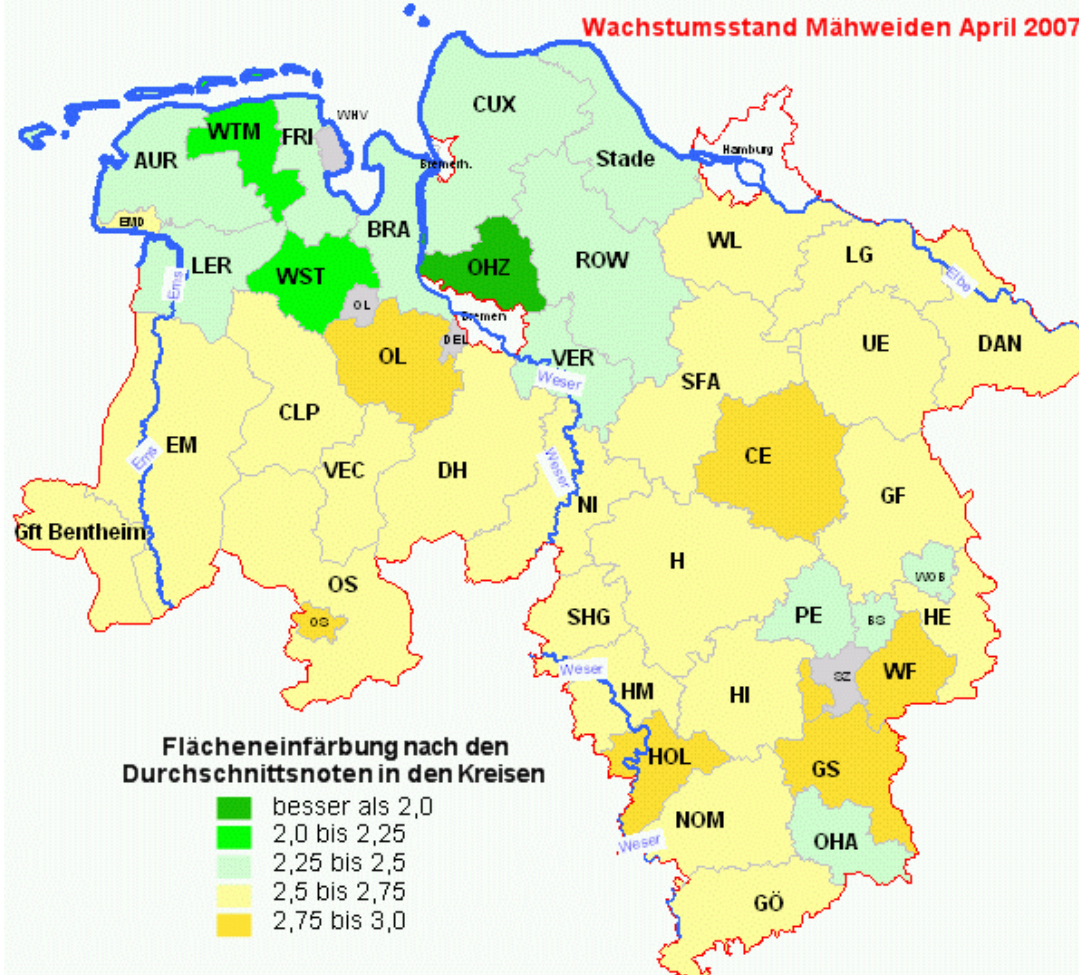 Wachstumsstand Mähweiden April 2007
CUX
WHV
WTM
FRI
Bremerh.
Hamburg
Stade
AUR
EMD
BRA
WL
LG
OHZ
ROW
LER
WST
Ems
Elbe
OL
Bremen
DEL
UE
DAN
OL
VER
Weser
SFA
CLP
EM
CE
Ems
VEC
DH
Weser
GF
NI
Gft Bentheim
H
OS
WOB
SHG
PE
BS
HE
OS
Weser
SZ
WF
HM
HI
HOL
GS
NOM
OHA
Weser
GÖ
Flächeneinfärbung nach den
Durchschnittsnoten in den Kreisen
besser als 2,0
2,0 bis 2,25
2,25 bis 2,5
2,5 bis 2,75
2,75 bis 3,0